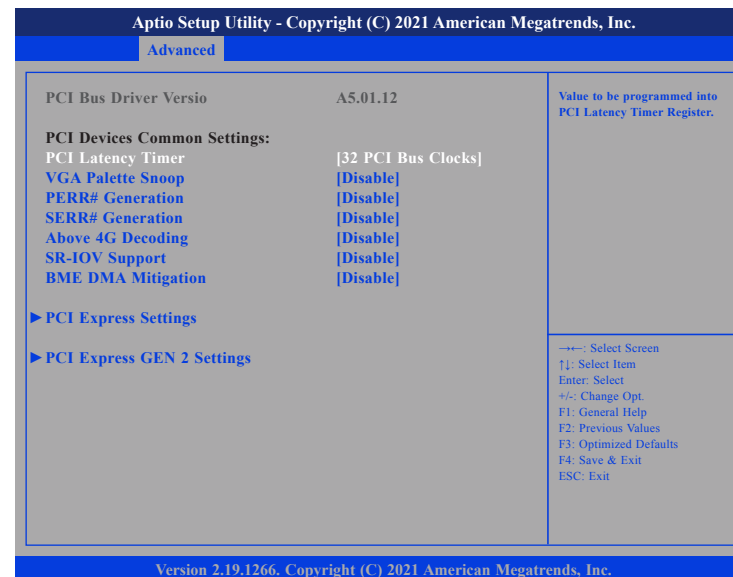 Aptio Setup Utility - Copyright (C) 2021 American Megatrends, Inc.
Advanced
PCI Bus Driver Versio A5.01.12
PCI Devices Common Settings:
PCI Latency Timer [32 PCI Bus Clocks]
VGA Palette Snoop [Disable]
PERR# Generation [Disable]
SERR# Generation [Disable]
Above 4G Decoding [Disable]
SR-IOV Support [Disable]
BME DMA Mitigation [Disable]
►PCI Express Settings
►PCI Express GEN 2 Settings
Value to be programmed into
PCI Latency Timer Register.
→←: Select Screen
↑↓: Select Item
Enter: Select
+/-: Change Opt.
F1: General Help
F2: Previous Values
F3: Optimized Defaults
F4: Save & Exit
ESC: Exit
Version 2.19.1266. Copyright (C) 2021 American Megatrends, Inc.